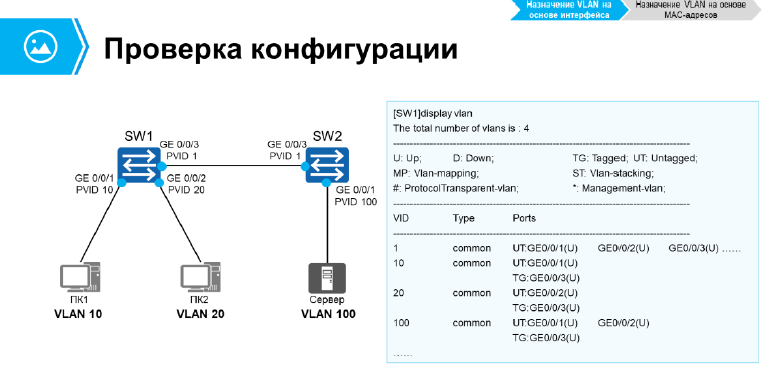 Назначение VLAN на
основе интерфейса
Назначение VLAN на основе
MAC-адресов
Проверка конфигурации
SW1
GE 0/0/3
PVID 1
GE 0/0/3
PVID 1
SW2
GE 0/0/1
PVID 10
GE 0/0/2
PVID 20
GE 0/0/1
PVID 100
ПК1
VLAN 10
ПК2
VLAN 20
Сервер
VLAN 100
[SW1]display vlan
The total number of vlans is : 4
U: Up; D: Down; TG: Tagged; UT: Untagged;
MP: Vlan-mapping; ST: Vlan-stacking;
#: ProtocolTransparent-vlan; *: Management-vlan;
VID Type Ports
1 common UT:GE0/0/1(U) GE0/0/2(U) GE0/0/3(U) ……
10 common UT:GE0/0/1(U)
TG:GE0/0/3(U)
20 common UT:GE0/0/2(U)
TG:GE0/0/3(U)
100 common UT:GE0/0/1(U) GE0/0/2(U)
TG:GE0/0/3(U)
……